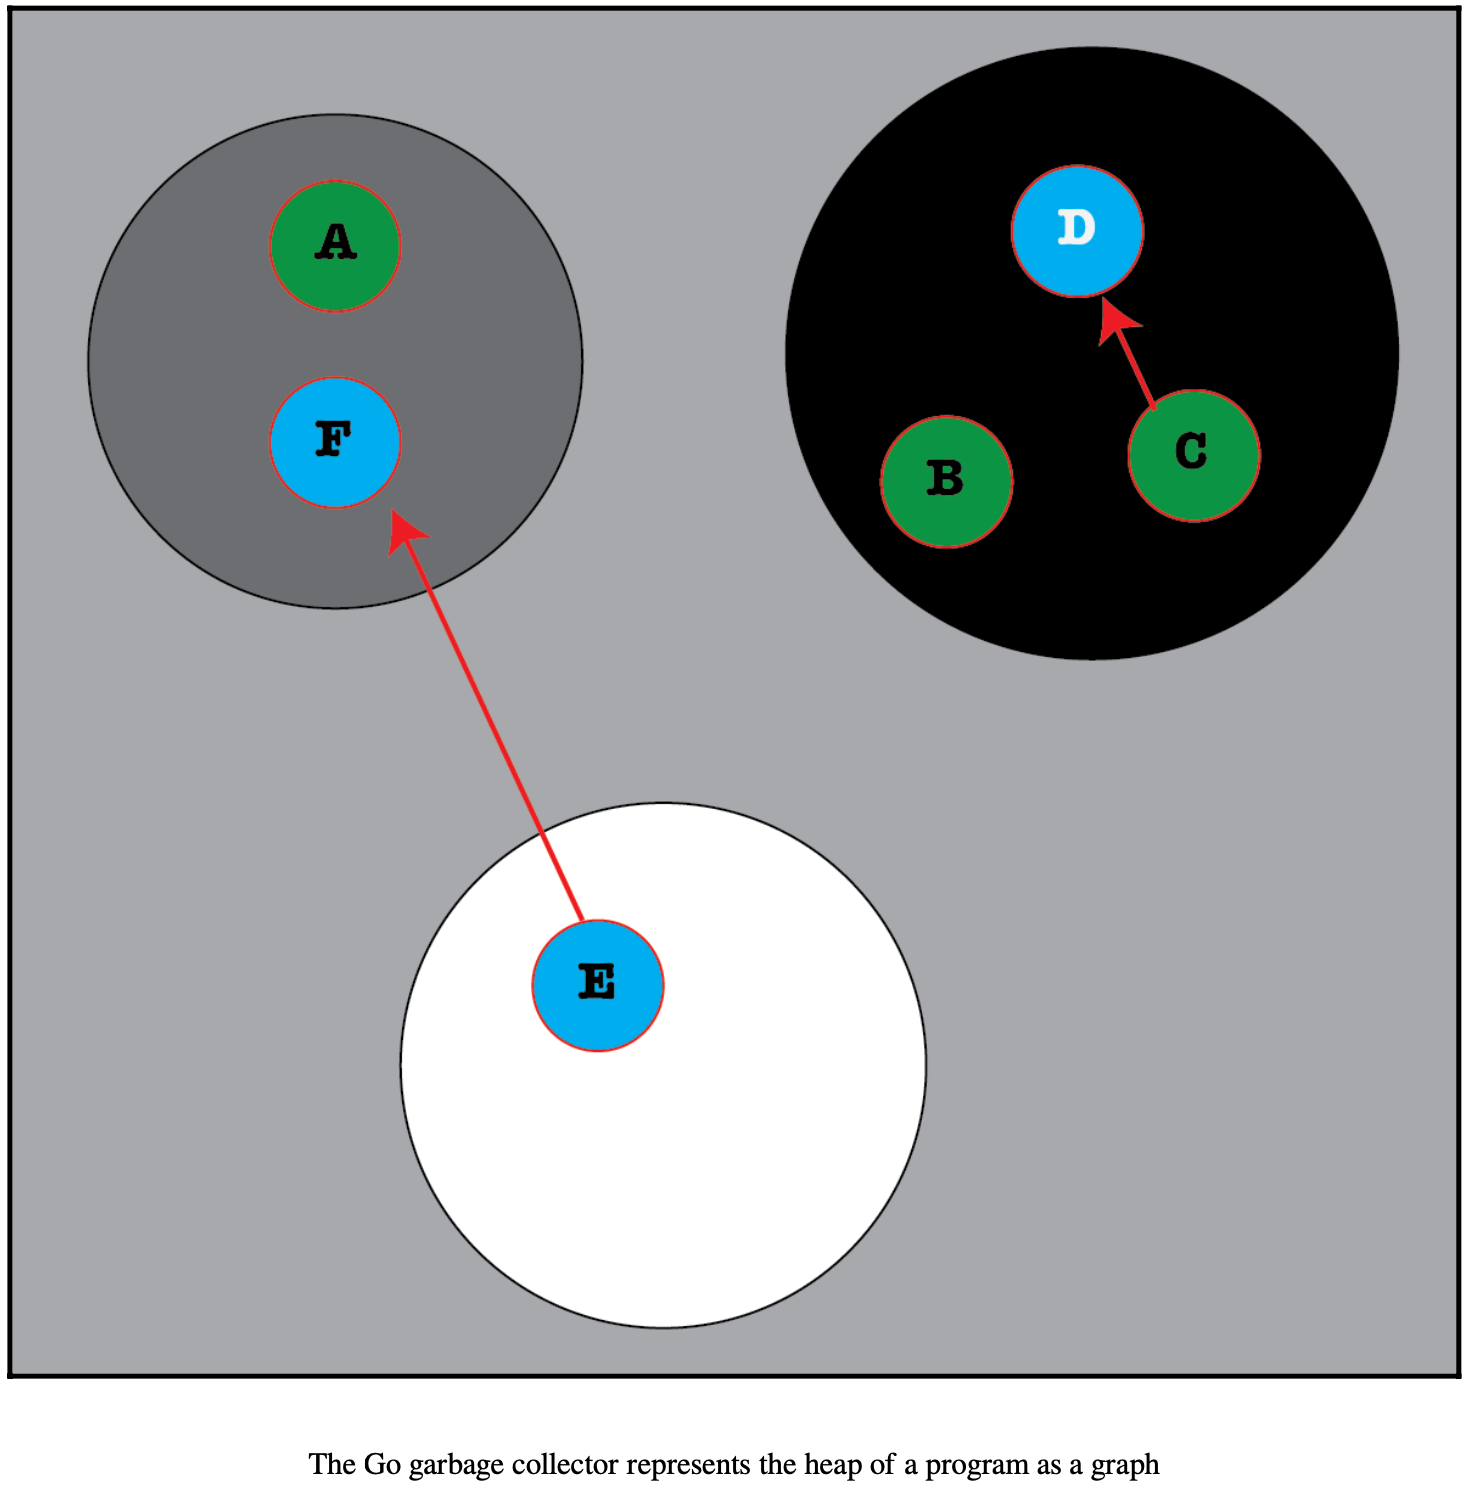 A
D
F
C
B
E
The Go garbage collector represents the heap of a program as a graph